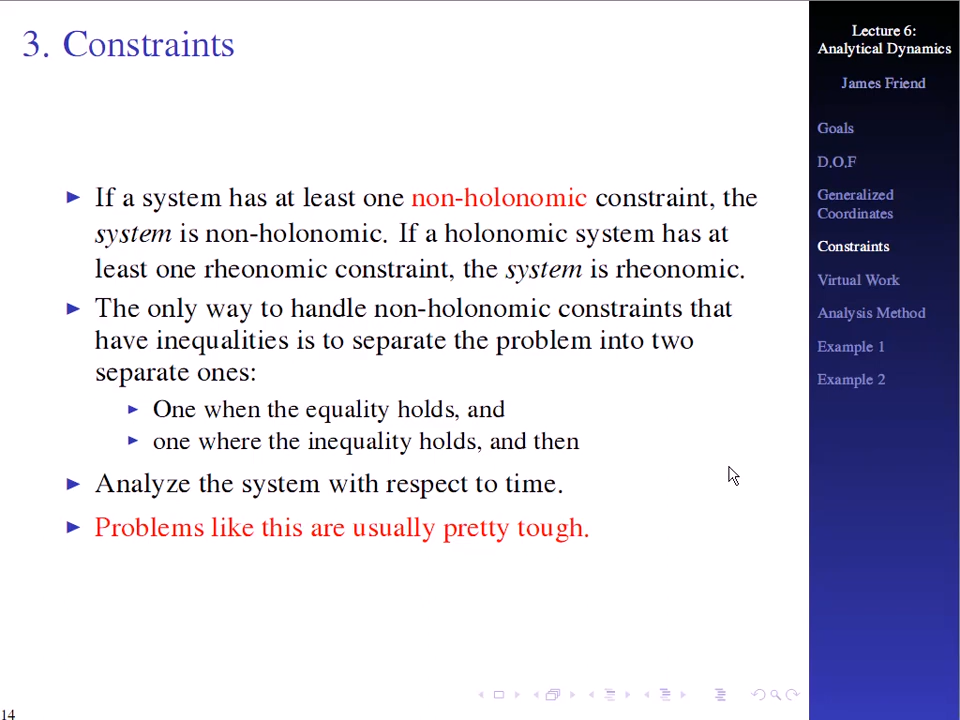 3. Constraints
If a system has at least one non-holonomic constraint, the
system is non-holonomic. If a holonomic system has at
least one rheonomic constraint, the system is rheonomic.
The only way to handle non-holonomic constraints that
have inequalities is to separate the problem into two
separate ones:
One when the equality holds, and
one where the inequality holds, and then
Analyze the system with respect to time.
Problems like this are usually pretty tough.
14
Lecture 6:
Analytical Dynamics
James Friend
Goals
D.O.F
Generalized
Coordinates
Constraints
Virtual Work
Analysis Method
Example 1
Example 2